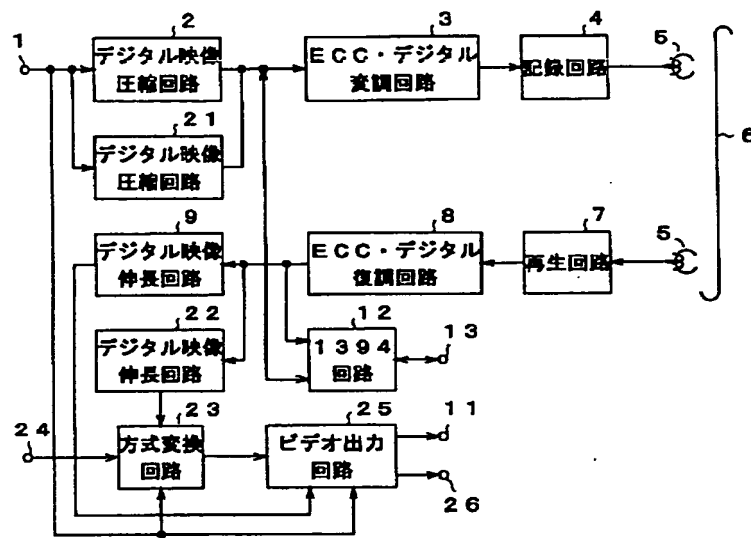 1
2
デジタル映像
圧縮回路
3
ECC・デジタル
変調回路
4
記録回路
5
6
21
デジタル映像
圧縮回路
9
デジタル映像
伸長回路
8
ECC・デジタル
復調回路
7
再生回路
5
22
デジタル映像
伸長回路
12
1394
回路
13
24
23
方式変換
回路
25
ビデオ出力
回路
11
26